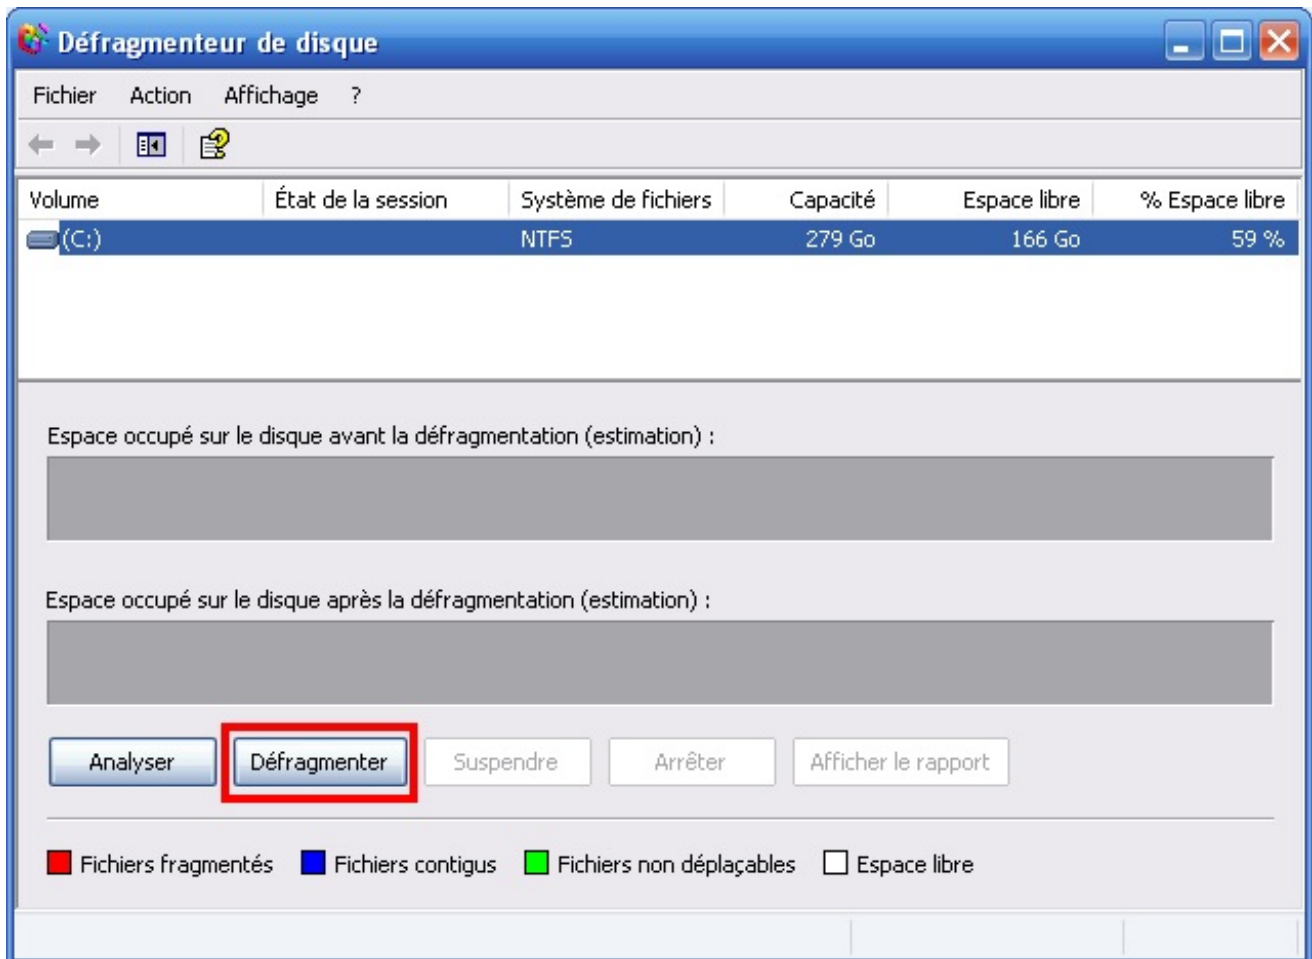 Défragmenteur de disque
Fichier Action Affichage ?
Volume État de la session Système de fichiers Capacité Espace libre % Espace libre
(C:) NTFS 279 Go 166 Go 59 %
Espace occupé sur le disque avant la défragmentation (estimation) :
Espace occupé sur le disque après la défragmentation (estimation) :
Analyser Défragmenter Suspendre Arrêter Afficher le rapport
Fichiers fragmentés Fichiers contigus Fichiers non déplaçables Espace libre